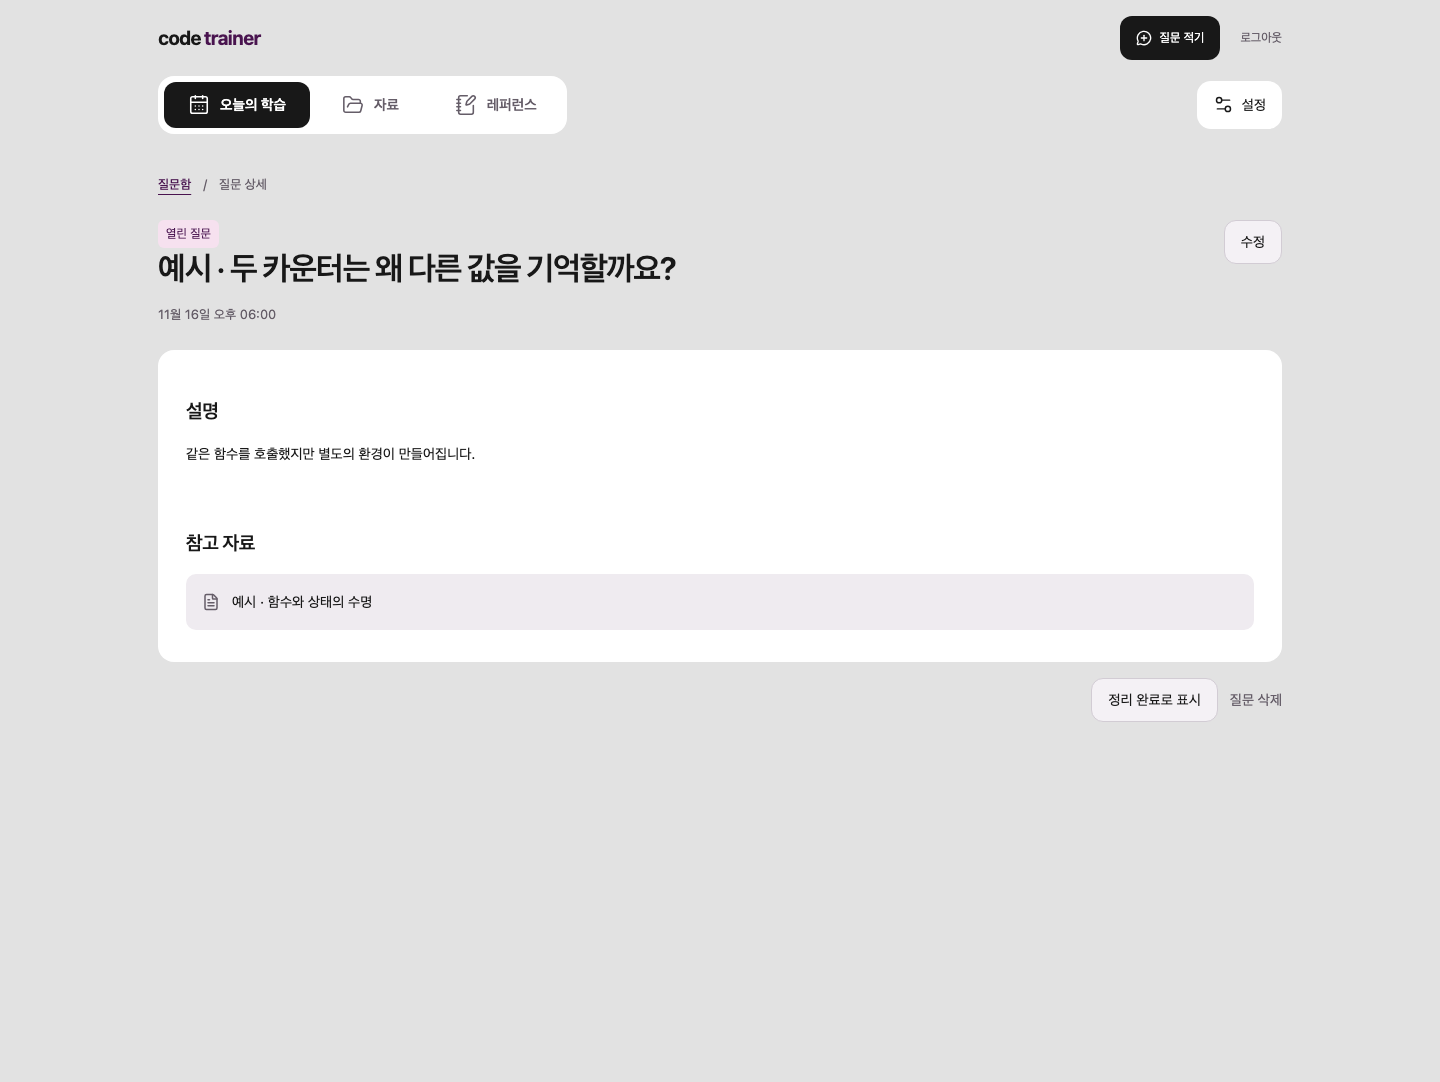 code trainer
질문 적기
로그아웃
오늘의 학습
자료
레퍼런스
설정
질문함 / 질문 상세
열린 질문
수정
예시 · 두 카운터는 왜 다른 값을 기억할까요?
11월 16일 오후 06:00
설명
같은 함수를 호출했지만 별도의 환경이 만들어집니다.
참고 자료
예시 · 함수와 상태의 수명
정리 완료로 표시
질문 삭제